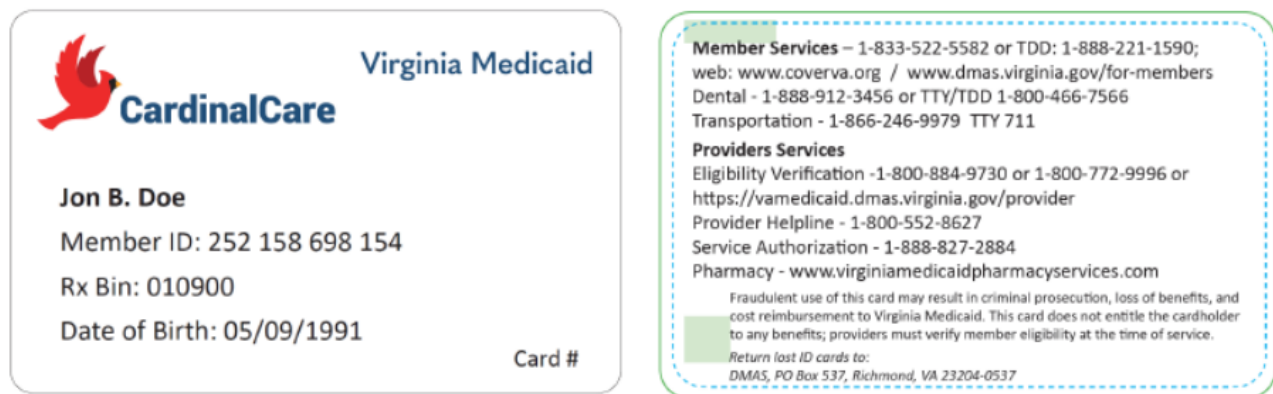 Virginia Medicaid
CardinalCare
Jon B. Doe
Member ID: 252 158 698 154
Rx Bin: 010900
Date of Birth: 05/09/1991
Card #
Member Services – 1-833-522-5582 or TDD: 1-888-221-1590;
web: www.coverva.org / www.dmas.virginia.gov/for-members
Dental - 1-888-912-3456 or TTY/TDD 1-800-466-7566
Transportation - 1-866-246-9979 TTY 711
Providers Services
Eligibility Verification -1-800-884-9730 or 1-800-772-9996 or
https://vamedicaid.dmas.virginia.gov/provider
Provider Helpline - 1-800-552-8627
Service Authorization - 1-888-827-2884
Pharmacy - www.virginiamedicaidpharmacyservices.com
Fraudulent use of this card may result in criminal prosecution, loss of benefits, and
cost reimbursement to Virginia Medicaid. This card does not entitle the cardholder
to any benefits; providers must verify member eligibility at the time of service.
Return lost ID cards to:
DMAS, PO Box 537, Richmond, VA 23204-0537